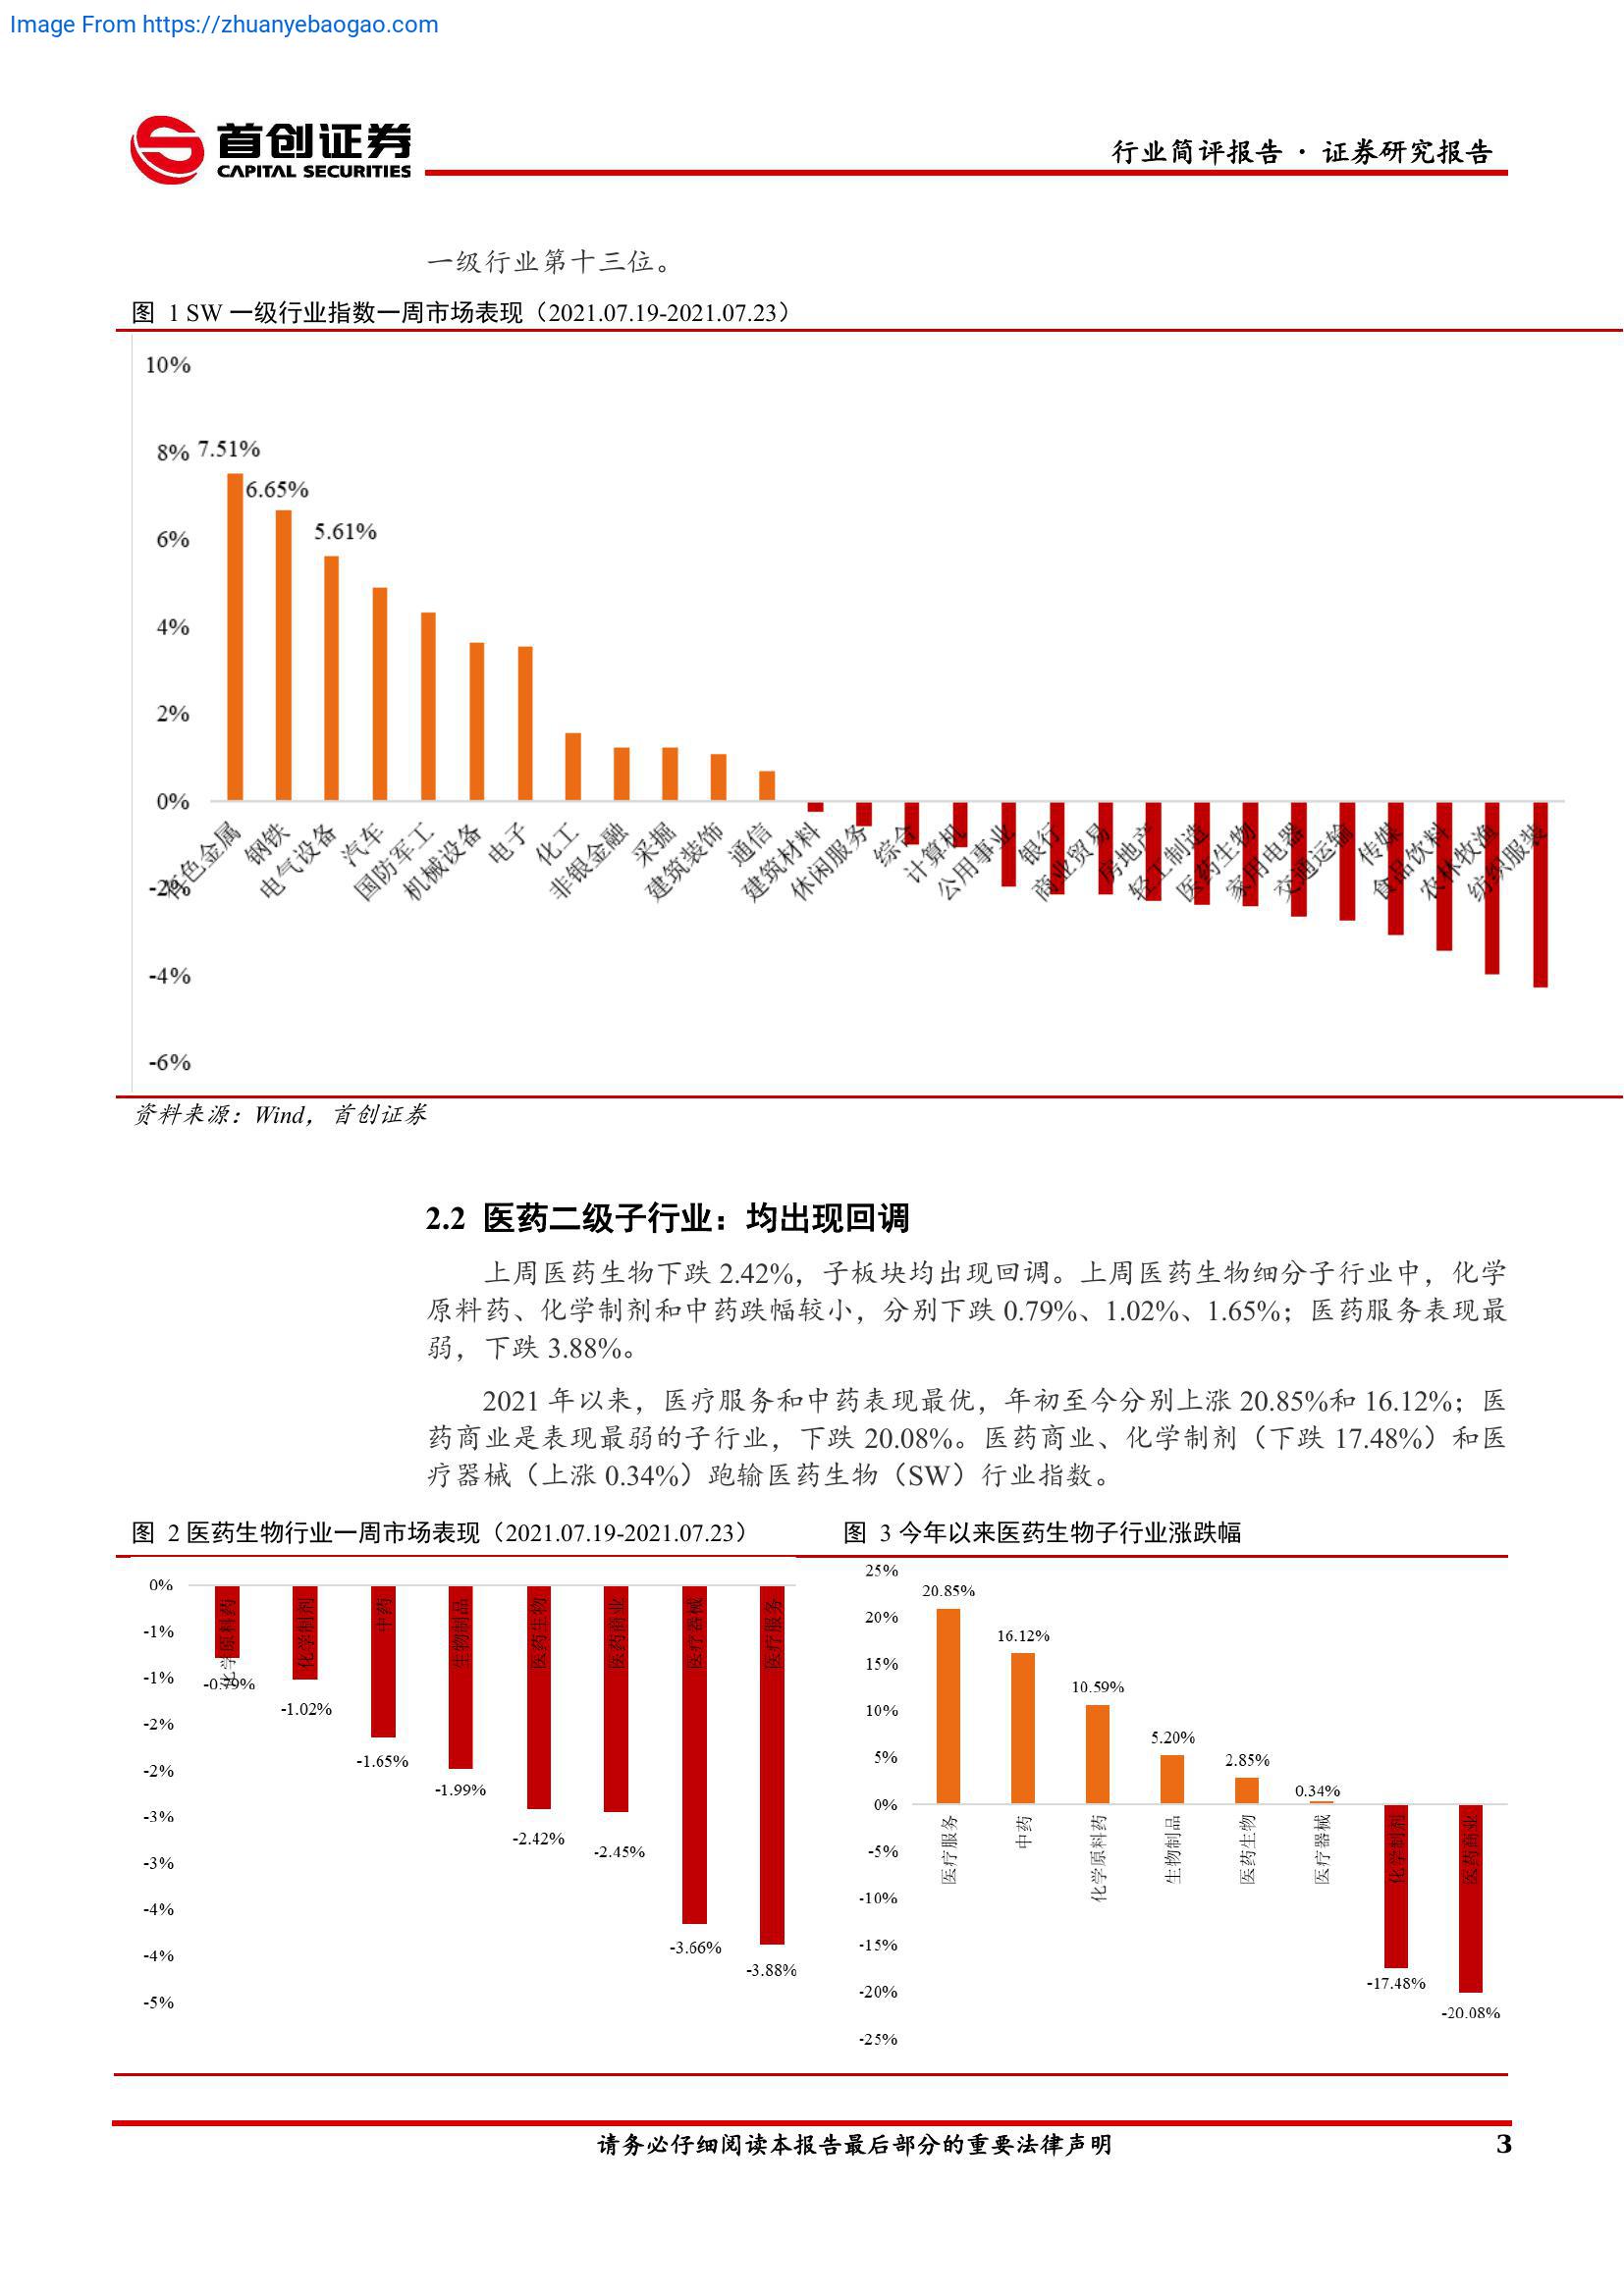 Image From https://zhuanyebaogao.com
首创证券
CAPITAL SECURITIES
行业简评报告 · 证券研究报告
一级行业第十三位。
图 1 SW 一级行业指数一周市场表现（2021.07.19-2021.07.23）
10%
8%
6%
4%
2%
0%
-2%
-4%
-6%
7.51%
6.65%
5.61%
有色金属
钢铁
电气设备
汽车
国防军工
机械设备
电子
化工
非银金融
采掘
建筑装饰
通信
建筑材料
休闲服务
综合
计算机
公用事业
银行
商业贸易
房地产
轻工制造
医药生物
家用电器
交通运输
传媒
食品饮料
农林牧渔
纺织服装
资料来源：Wind，首创证券
2.2 医药二级子行业：均出现回调
上周医药生物下跌 2.42%，子板块均出现回调。上周医药生物细分子行业中，化学
原料药、化学制剂和中药跌幅较小，分别下跌 0.79%、1.02%、1.65%；医药服务表现最
弱，下跌 3.88%。
2021 年以来，医疗服务和中药表现最优，年初至今分别上涨 20.85%和 16.12%；医
药商业是表现最弱的子行业，下跌 20.08%。医药商业、化学制剂（下跌 17.48%）和医
疗器械（上涨 0.34%）跑输医药生物（SW）行业指数。
图 2 医药生物行业一周市场表现（2021.07.19-2021.07.23）
0%
-1%
-1%
-2%
-2%
-3%
-3%
-4%
-4%
-5%
化学原料药
化学制剂
中药
生物制品
医药生物
医药商业
医疗器械
医疗服务
-0.79%
-1.02%
-1.65%
-1.99%
-2.42%
-2.45%
-3.66%
-3.88%
图 3 今年以来医药生物子行业涨跌幅
25%
20%
15%
10%
5%
0%
-5%
-10%
-15%
-20%
-25%
20.85%
16.12%
10.59%
5.20%
2.85%
0.34%
-17.48%
-20.08%
医疗服务
中药
化学原料药
生物制品
医药生物
医疗器械
化学制剂
医药商业
请务必仔细阅读本报告最后部分的重要法律声明
3